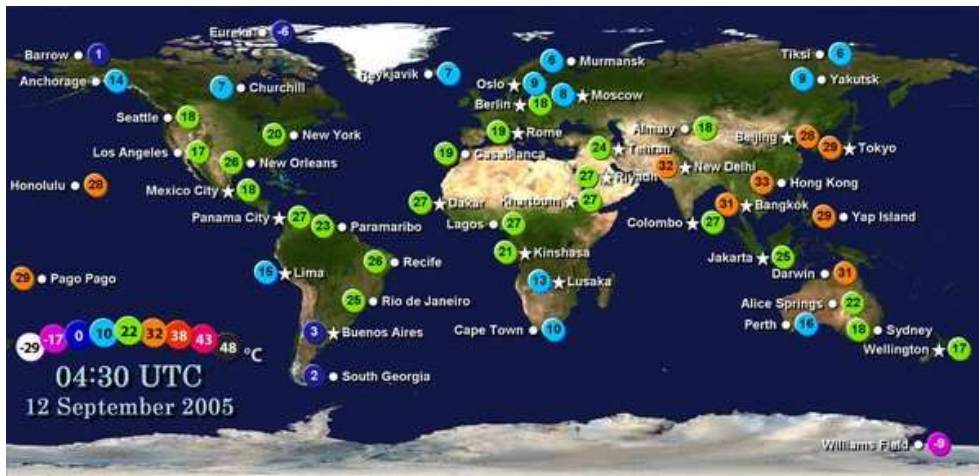 Eureka -6
Barrow 1
Tiksi 6
6 Murmansk
Anchorage 14
Reykjavik 7
9 Yakutsk
7 Churchill
Oslo 9
8 Moscow
Berlin 18
Seattle 18
20 New York
19 Rome
Almaty 18
Beijing 28
29 Tokyo
Los Angeles 17
26 New Orleans
19 Casablanca
24 Tehran
32 New Delhi
Honolulu 28
Mexico City 18
27 Riyadh
33 Hong Kong
27 Dakar
Khartoum 27
31 Bangkok
Panama City 27
23 Paramaribo
Lagos 27
Colombo 27
29 Yap Island
21 Kinshasa
Jakarta 25
26 Recife
29 Pago Pago
15 Lima
13 Lusaka
Darwin 31
25 Rio de Janeiro
Alice Springs 22
3 Buenos Aires
Cape Town 10
Perth 16
18 Sydney
Wellington 17
-29 -17 0 10 22 32 38 43 48 °C
04:30 UTC
2 South Georgia
12 September 2005
Williams Field -9